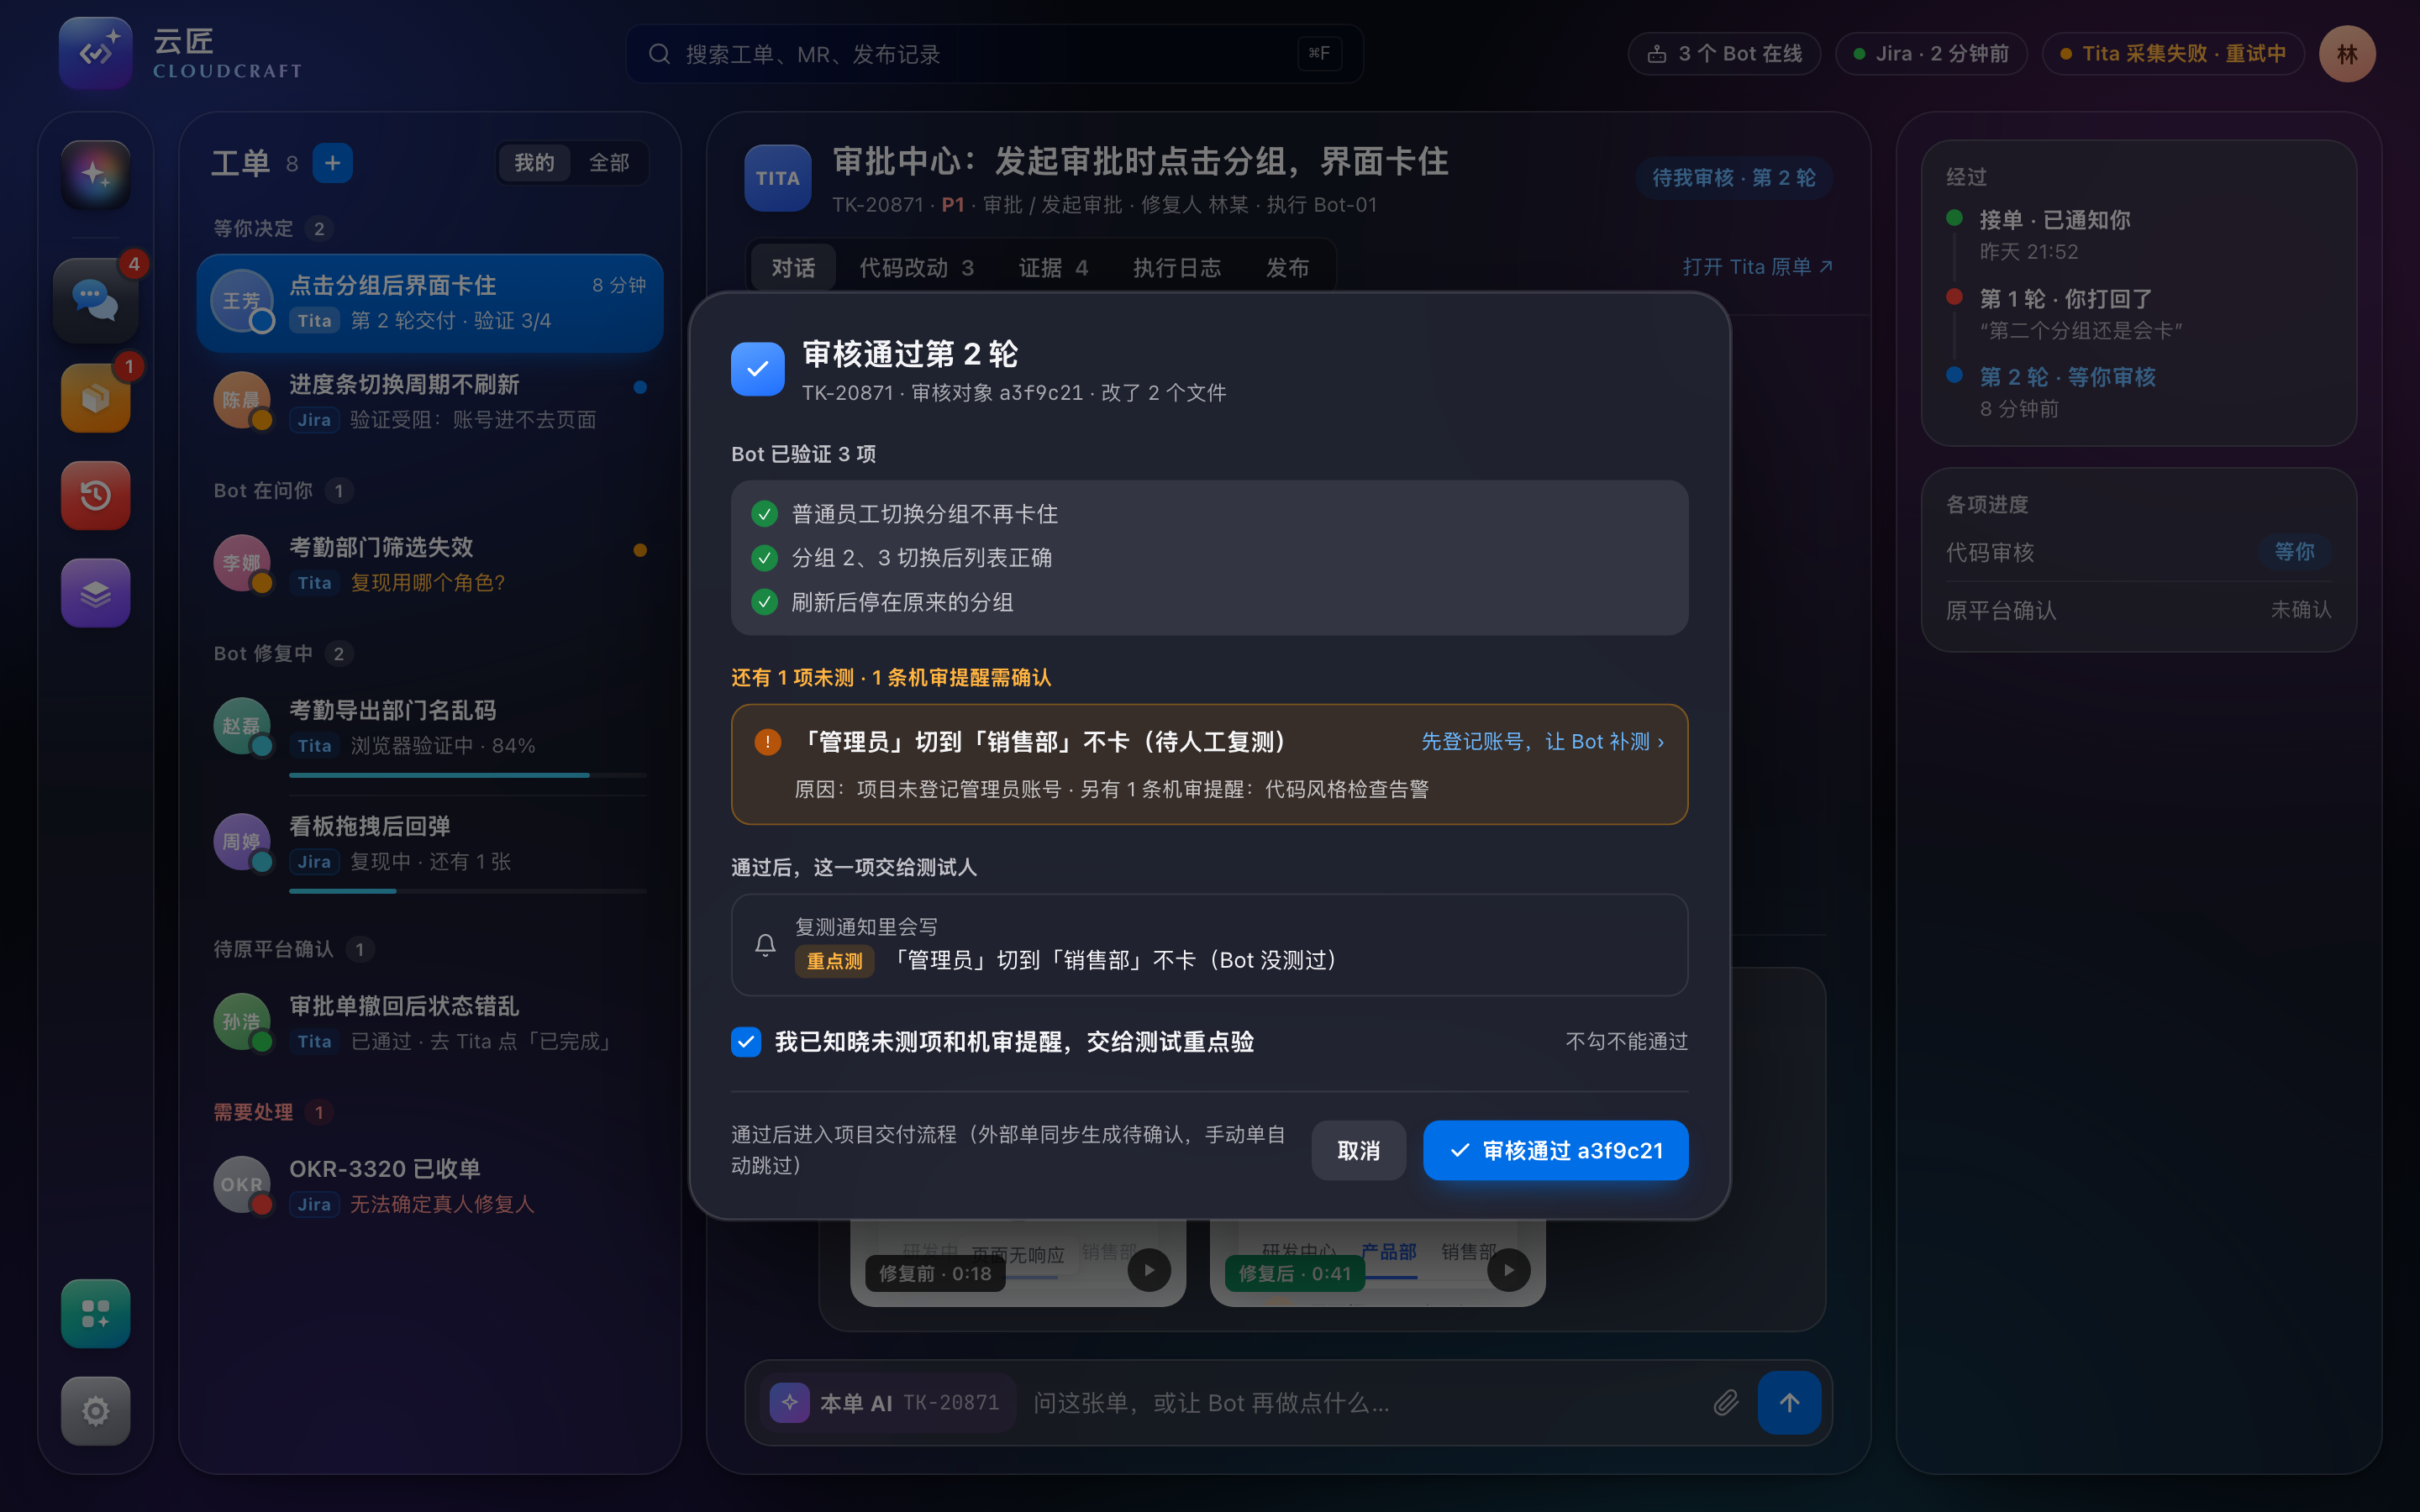 云匠
CLOUDCRAFT
搜索工单、MR、发布记录
⌘F
3 个 Bot 在线
Jira · 2 分钟前
Tita 采集失败 · 重试中
林
4
1
工单 8
我的
全部
等你决定 2
王芳
点击分组后界面卡住
8 分钟
Tita 第 2 轮交付 · 验证 3/4
陈晨
进度条切换周期不刷新
Jira 验证受阻：账号进不去页面
Bot 在问你 1
李娜
考勤部门筛选失效
Tita 复现用哪个角色?
Bot 修复中 2
赵磊
考勤导出部门名乱码
Tita 浏览器验证中 · 84%
周婷
看板拖拽后回弹
Jira 复现中 · 还有 1 张
待原平台确认 1
孙浩
审批单撤回后状态错乱
Tita 已通过 · 去 Tita 点「已完成」
需要处理 1
OKR
OKR-3320 已收单
Jira 无法确定真人修复人
TITA
审批中心：发起审批时点击分组，界面卡住
TK-20871 · P1 · 审批 / 发起审批 · 修复人 林某 · 执行 Bot-01
待我审核 · 第 2 轮
对话
代码改动 3
证据 4
执行日志
发布
打开 Tita 原单 ↗
审核通过第 2 轮
TK-20871 · 审核对象 a3f9c21 · 改了 2 个文件
Bot 已验证 3 项
普通员工切换分组不再卡住
分组 2、3 切换后列表正确
刷新后停在原来的分组
还有 1 项未测 · 1 条机审提醒需确认
「管理员」切到「销售部」不卡（待人工复测）
先登记账号，让 Bot 补测 ›
原因：项目未登记管理员账号 · 另有 1 条机审提醒：代码风格检查告警
通过后，这一项交给测试人
复测通知里会写
重点测 「管理员」切到「销售部」不卡（Bot 没测过）
我已知晓未测项和机审提醒，交给测试重点验
不勾不能通过
通过后进入项目交付流程（外部单同步生成待确认，手动单自
动跳过）
取消
审核通过 a3f9c21
研发中 页面无响应 销售部
修复前 · 0:18
研发中心 产品部 销售部
修复后 · 0:41
本单 AI TK-20871
问这张单，或让 Bot 再做点什么...
经过
接单 · 已通知你
昨天 21:52
第 1 轮 · 你打回了
“第二个分组还是会卡”
第 2 轮 · 等你审核
8 分钟前
各项进度
代码审核
等你
原平台确认
未确认